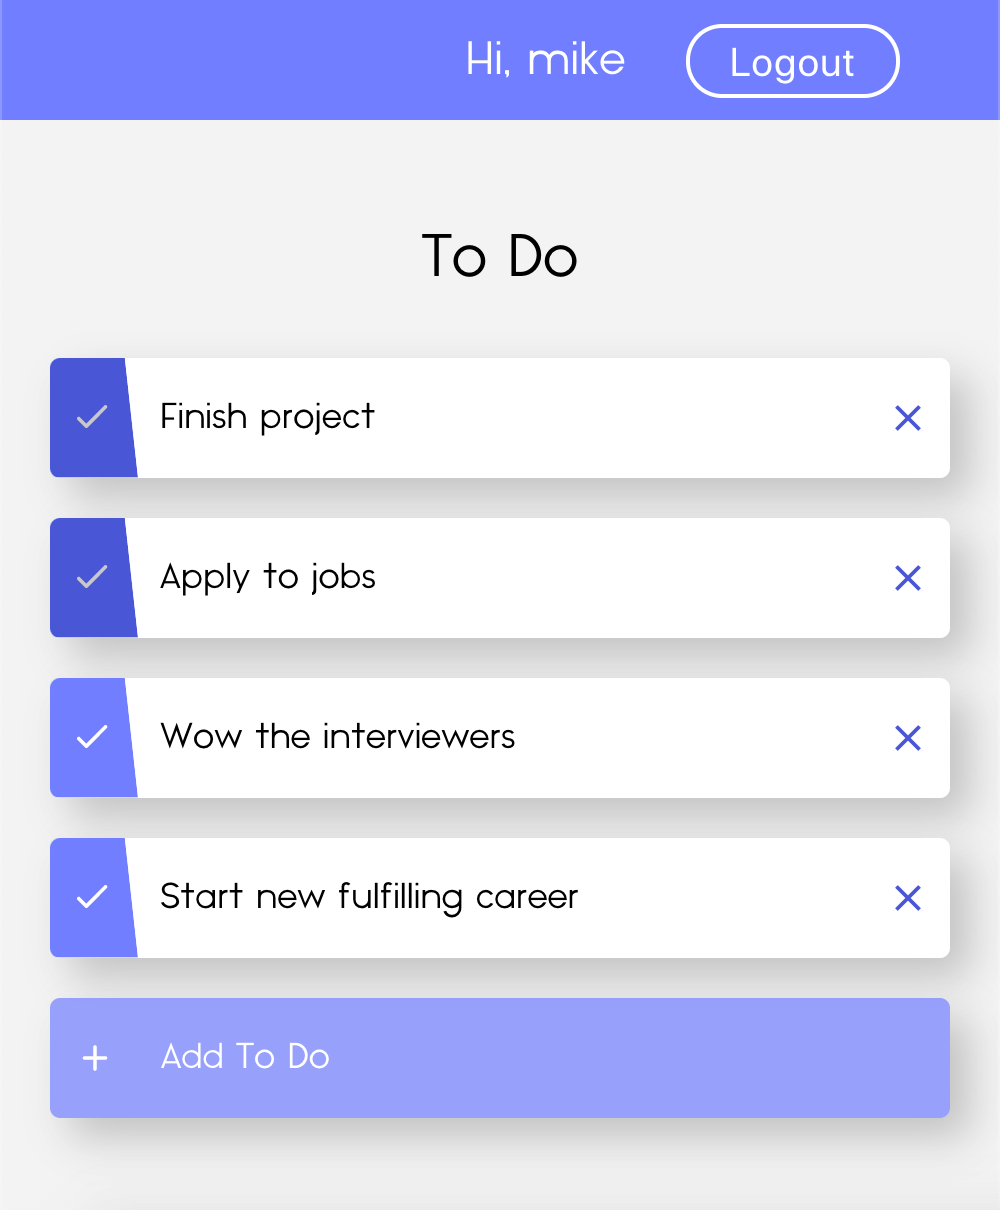 Hi, mike
Logout
To Do
Finish project
Apply to jobs
Wow the interviewers
Start new fulfilling career
Add To Do